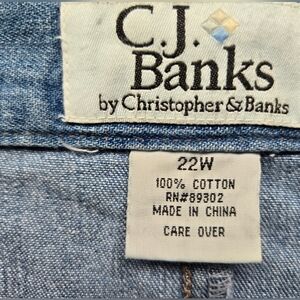 C.J.
Banks
by Christopher & Banks
22W
100% COTTON
RN#89302
MADE IN CHINA
CARE OVER